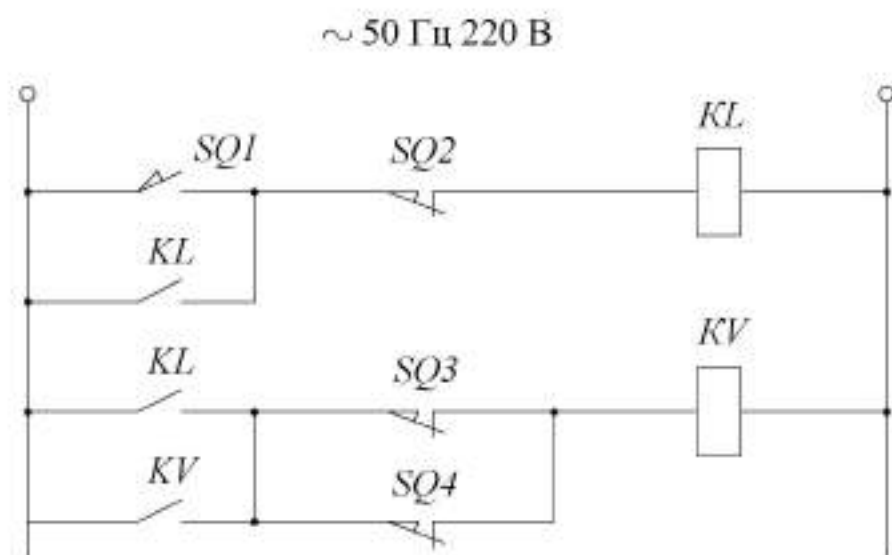 ~ 50 Гц 220 В
SQ1
SQ2
KL
KL
KL
SQ3
KV
KV
SQ4